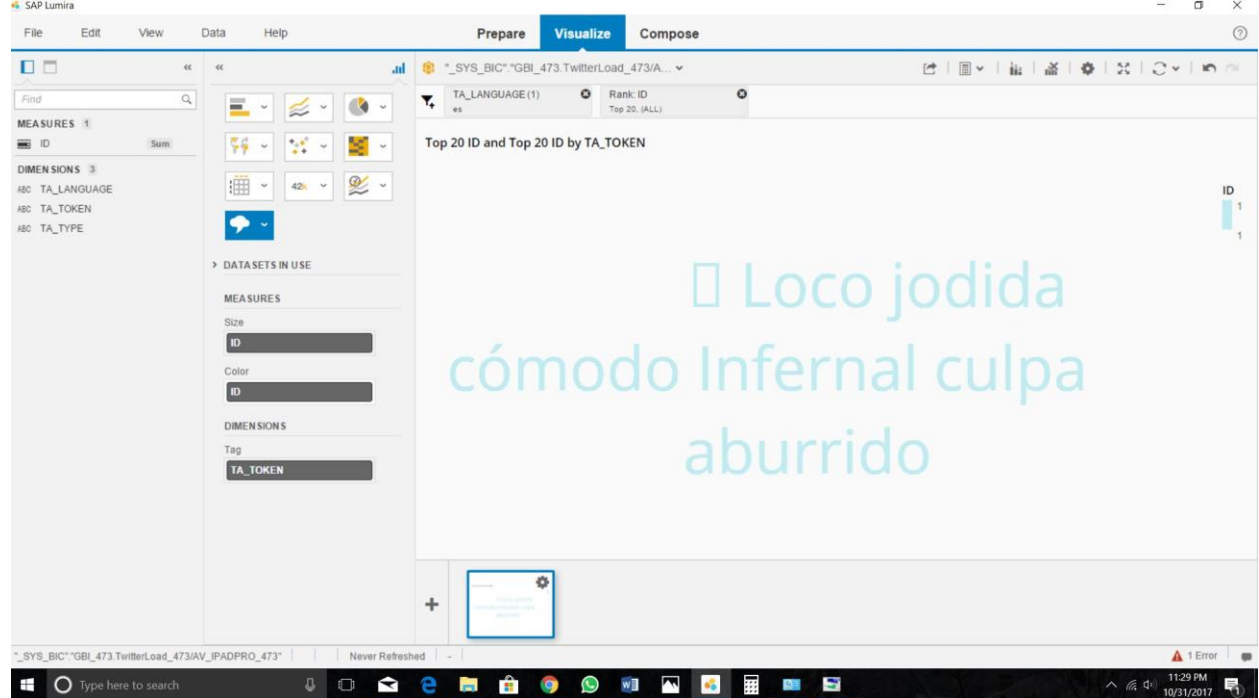 SAP Lumira
File Edit View Data Help Prepare Visualize Compose
"_SYS_BIC"."GBI_473.TwitterLoad_473/A...
Find
MEASURES 1
ID Sum
DIMENSIONS 3
ABC TA_LANGUAGE
ABC TA_TOKEN
ABC TA_TYPE
DATASETS IN USE
MEASURES
Size
ID
Color
ID
DIMENSIONS
Tag
TA_TOKEN
TA_LANGUAGE (1)
es
Rank: ID
Top 20, (ALL)
Top 20 ID and Top 20 ID by TA_TOKEN
ID
1
1
Loco jodida
cómodo Infernal culpa
aburrido
"_SYS_BIC"."GBI_473.TwitterLoad_473/AV_IPADPRO_473" Never Refreshed - 1 Error
Type here to search
11:29 PM
10/31/2017